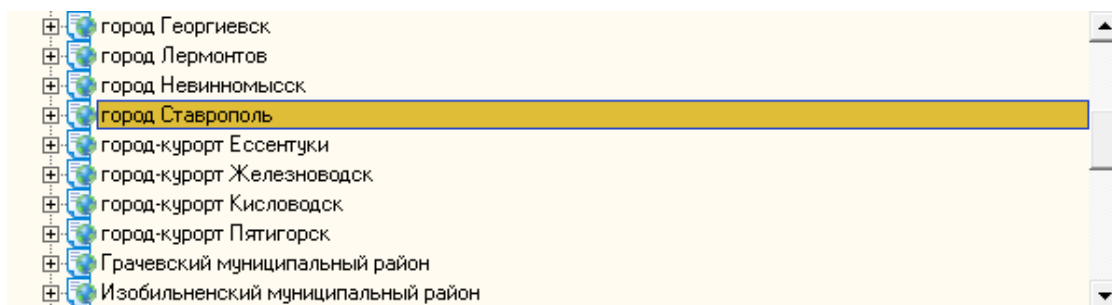 город Георгиевск
город Лермонтов
город Невинномысск
город Ставрополь
город-курорт Ессентуки
город-курорт Железноводск
город-курорт Кисловодск
город-курорт Пятигорск
Грачевский муниципальный район
Изобильненский муниципальный район